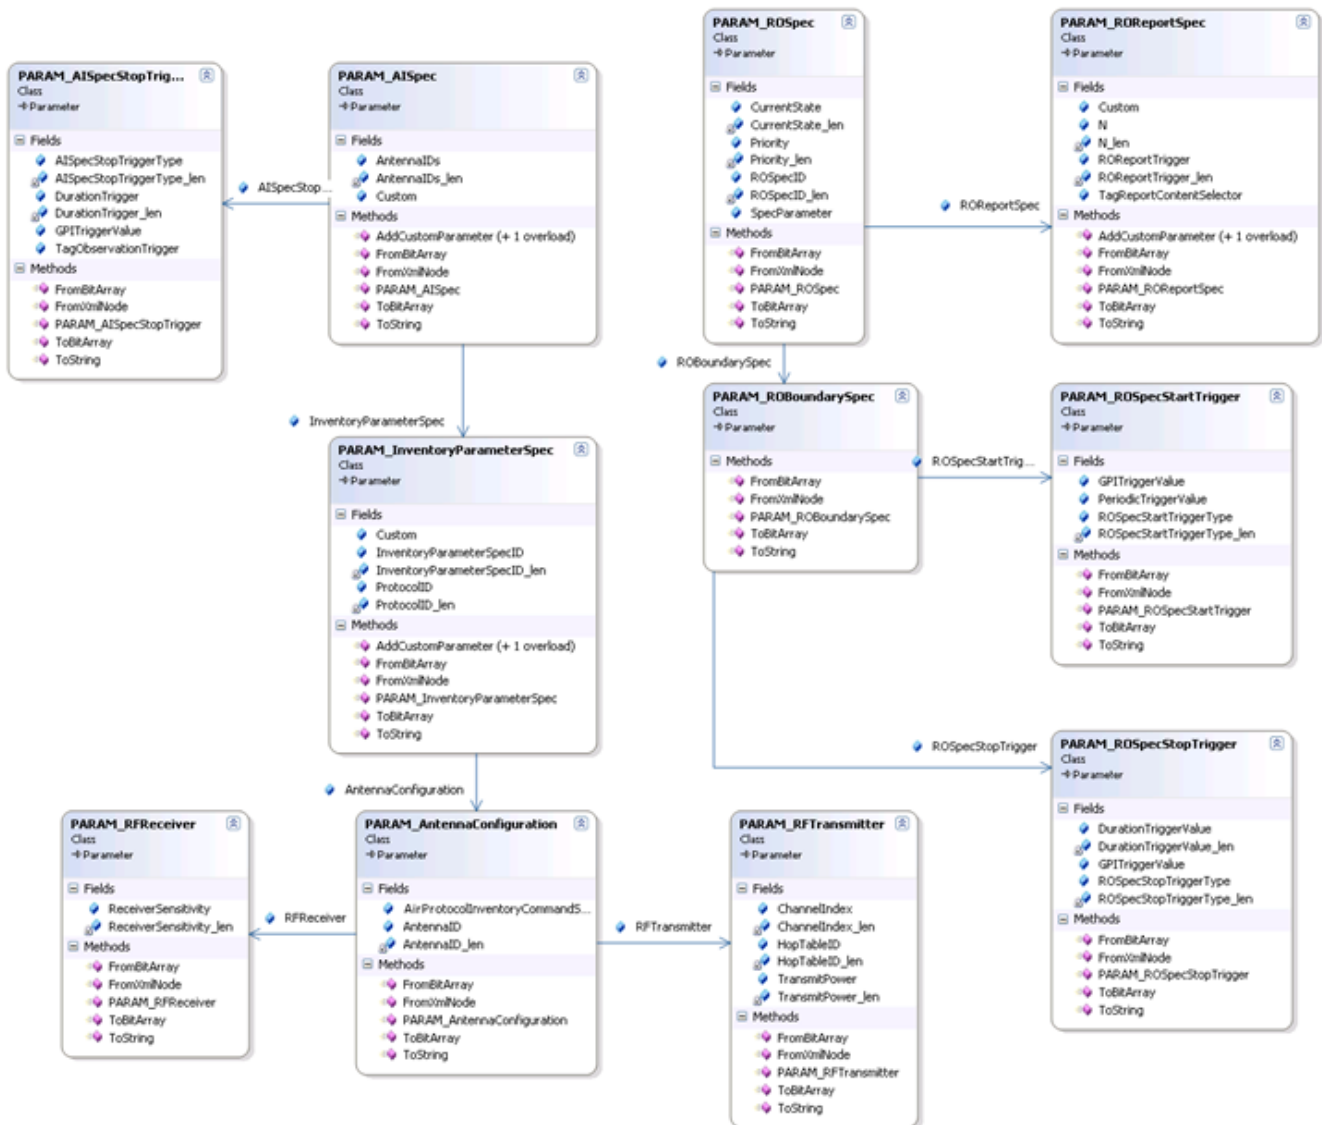 PARAM_AISpecStopTrig...
Class
Parameter
Fields
AISpecStopTriggerType
AISpecStopTriggerType_len
DurationTrigger
DurationTrigger_len
GPITriggerValue
TagObservationTrigger
Methods
FromBitArray
FromXmlNode
PARAM_AISpecStopTrigger
ToBitArray
ToString
AISpecStop...
PARAM_AISpec
Class
Parameter
Fields
AntennaIDs
AntennaIDs_len
Custom
Methods
AddCustomParameter (+ 1 overload)
FromBitArray
FromXmlNode
PARAM_AISpec
ToBitArray
ToString
InventoryParameterSpec
PARAM_InventoryParameterSpec
Class
Parameter
Fields
Custom
InventoryParameterSpecID
InventoryParameterSpecID_len
ProtocolID
ProtocolID_len
Methods
AddCustomParameter (+ 1 overload)
FromBitArray
FromXmlNode
PARAM_InventoryParameterSpec
ToBitArray
ToString
AntennaConfiguration
PARAM_RFReceiver
Class
Parameter
Fields
ReceiverSensitivity
ReceiverSensitivity_len
Methods
FromBitArray
FromXmlNode
PARAM_RFReceiver
ToBitArray
ToString
RFReceiver
PARAM_AntennaConfiguration
Class
Parameter
Fields
AirProtocolInventoryCommandS...
AntennaID
AntennaID_len
Methods
FromBitArray
FromXmlNode
PARAM_AntennaConfiguration
ToBitArray
ToString
RFTransmitter
PARAM_RFTransmitter
Class
Parameter
Fields
ChannelIndex
ChannelIndex_len
HopTableID
HopTableID_len
TransmitPower
TransmitPower_len
Methods
FromBitArray
FromXmlNode
PARAM_RFTransmitter
ToBitArray
ToString
PARAM_ROSpec
Class
Parameter
Fields
CurrentState
CurrentState_len
Priority
Priority_len
ROSpecID
ROSpecID_len
SpecParameter
Methods
FromBitArray
FromXmlNode
PARAM_ROSpec
ToBitArray
ToString
ROReportSpec
PARAM_ROReportSpec
Class
Parameter
Fields
Custom
N
N_len
ROReportTrigger
ROReportTrigger_len
TagReportContentSelector
Methods
AddCustomParameter (+ 1 overload)
FromBitArray
FromXmlNode
PARAM_ROReportSpec
ToBitArray
ToString
ROBoundarySpec
PARAM_ROBoundarySpec
Class
Parameter
Methods
FromBitArray
FromXmlNode
PARAM_ROBoundarySpec
ToBitArray
ToString
ROSpecStartTrig...
PARAM_ROSpecStartTrigger
Class
Parameter
Fields
GPITriggerValue
PeriodicTriggerValue
ROSpecStartTriggerType
ROSpecStartTriggerType_len
Methods
FromBitArray
FromXmlNode
PARAM_ROSpecStartTrigger
ToBitArray
ToString
ROSpecStopTrigger
PARAM_ROSpecStopTrigger
Class
Parameter
Fields
DurationTriggerValue
DurationTriggerValue_len
GPITriggerValue
ROSpecStopTriggerType
ROSpecStopTriggerType_len
Methods
FromBitArray
FromXmlNode
PARAM_ROSpecStopTrigger
ToBitArray
ToString